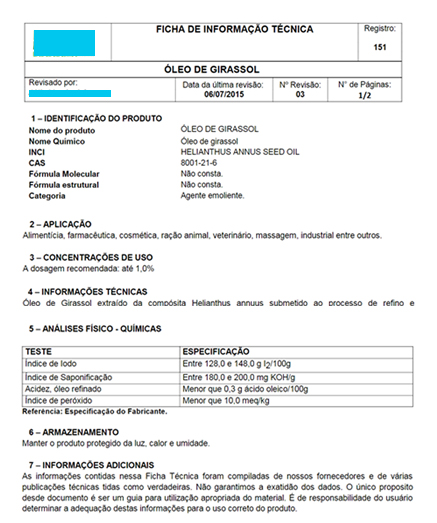 FICHA DE INFORMAÇÃO TÉCNICA
Registro:
151
ÓLEO DE GIRASSOL
Revisado por:
Data da última revisão:
06/07/2015
Nº Revisão:
03
N° de Páginas:
1/2
1 – IDENTIFICAÇÃO DO PRODUTO
Nome do produto ÓLEO DE GIRASSOL
Nome Químico Óleo de girassol
INCI HELIANTHUS ANNUS SEED OIL
CAS 8001-21-6
Fórmula Molecular Não consta.
Fórmula estrutural Não consta.
Categoria Agente emoliente.
2 – APLICAÇÃO
Alimentícia, farmacêutica, cosmética, ração animal, veterinário, massagem, industrial entre outros.
3 – CONCENTRAÇÕES DE USO
A dosagem recomendada: até 1,0%
4 – INFORMAÇÕES TÉCNICAS
Óleo de Girassol extraído da compósita Helianthus annuus submetido ao processo de refino e
5 – ANÁLISES FÍSICO - QUÍMICAS
TESTE ESPECIFICAÇÃO
Índice de Iodo Entre 128,0 e 148,0 g I2/100g
Índice de Saponificação Entre 180,0 e 200,0 mg KOH/g
Acidez, óleo refinado Menor que 0,3 g ácido oleico/100g
Índice de peróxido Menor que 10,0 meq/kg
Referência: Especificação do Fabricante.
6 – ARMAZENAMENTO
Manter o produto protegido da luz, calor e umidade.
7 – INFORMAÇÕES ADICIONAIS
As informações contidas nessa Ficha Técnica foram compiladas de nossos fornecedores e de várias
publicações técnicas tidas como verdadeiras. Não garantimos a exatidão dos dados. O único proposito
desde documento é ser um guia para utilização apropriada do material. É de responsabilidade do usuário
determinar a adequação destas informações para o uso correto do produto.